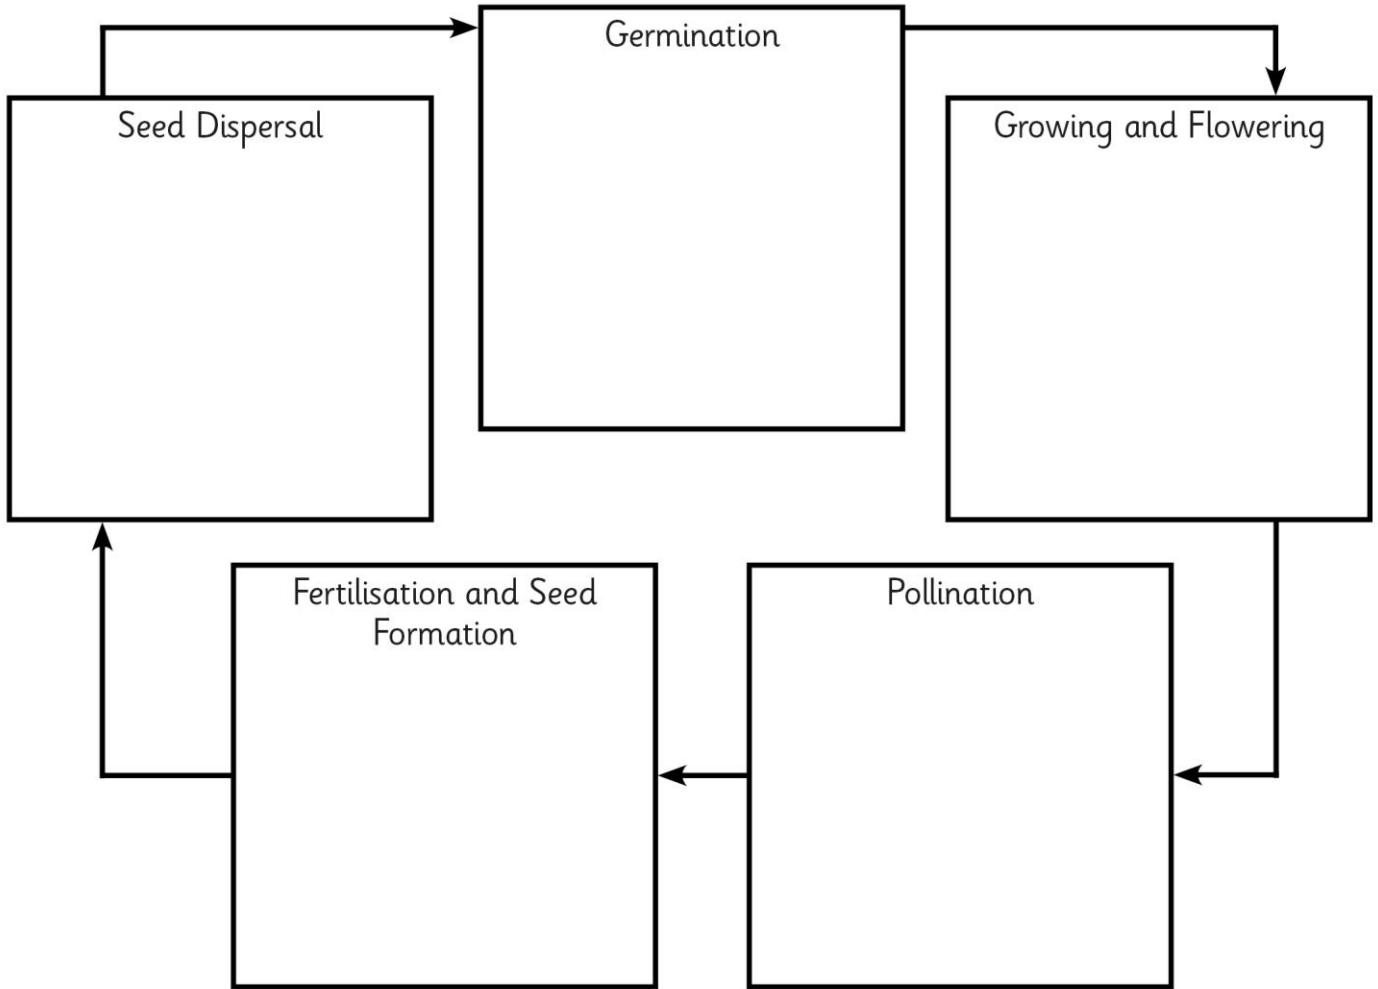 Germination
Seed Dispersal
Growing and Flowering
Fertilisation and Seed
Formation
Pollination